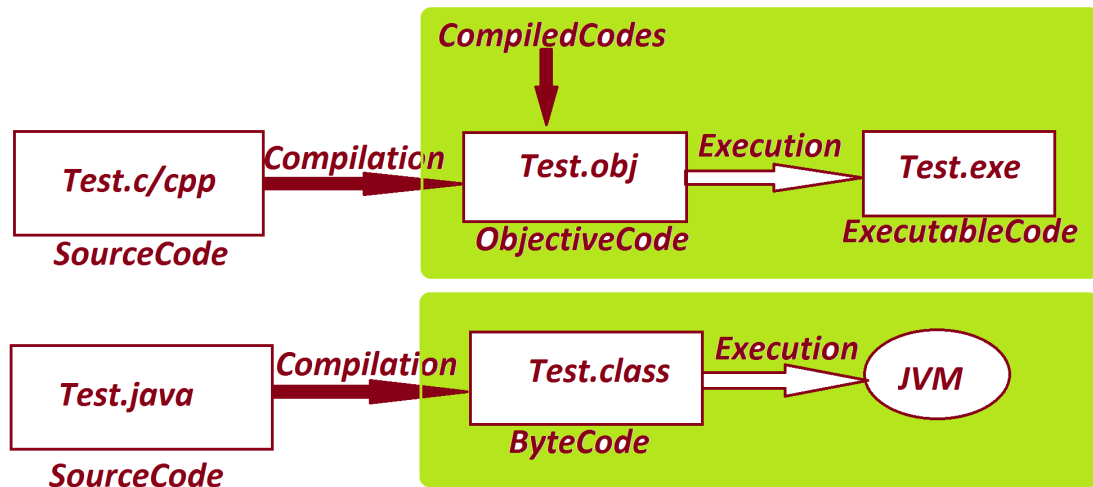 CompiledCodes
Test.c/cpp
Compilation
Test.obj
Execution
Test.exe
SourceCode
ObjectiveCode
ExecutableCode
Test.java
Compilation
Test.class
Execution
JVM
SourceCode
ByteCode